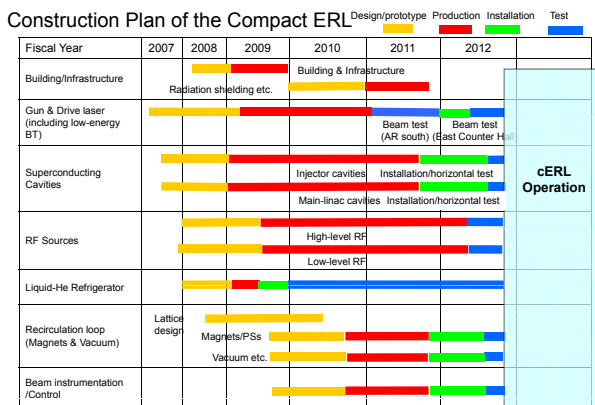 Construction Plan of the Compact ERL
Design/prototype Production Installation Test
Fiscal Year 2007 2008 2009 2010 2011 2012
Building/Infrastructure
Building & Infrastructure
Radiation shielding etc.
Gun & Drive laser
(including low-energy
BT)
Beam test
(AR south)
Beam test
(East Counter Hall)
Superconducting
Cavities
Injector cavities Installation/horizontal test
Main-linac cavities Installation/horizontal test
cERL
Operation
RF Sources
High-level RF
Low-level RF
Liquid-He Refrigerator
Recirculation loop
(Magnets & Vacuum)
Lattice
design
Magnets/PSs
Vacuum etc.
Beam instrumentation
/Control